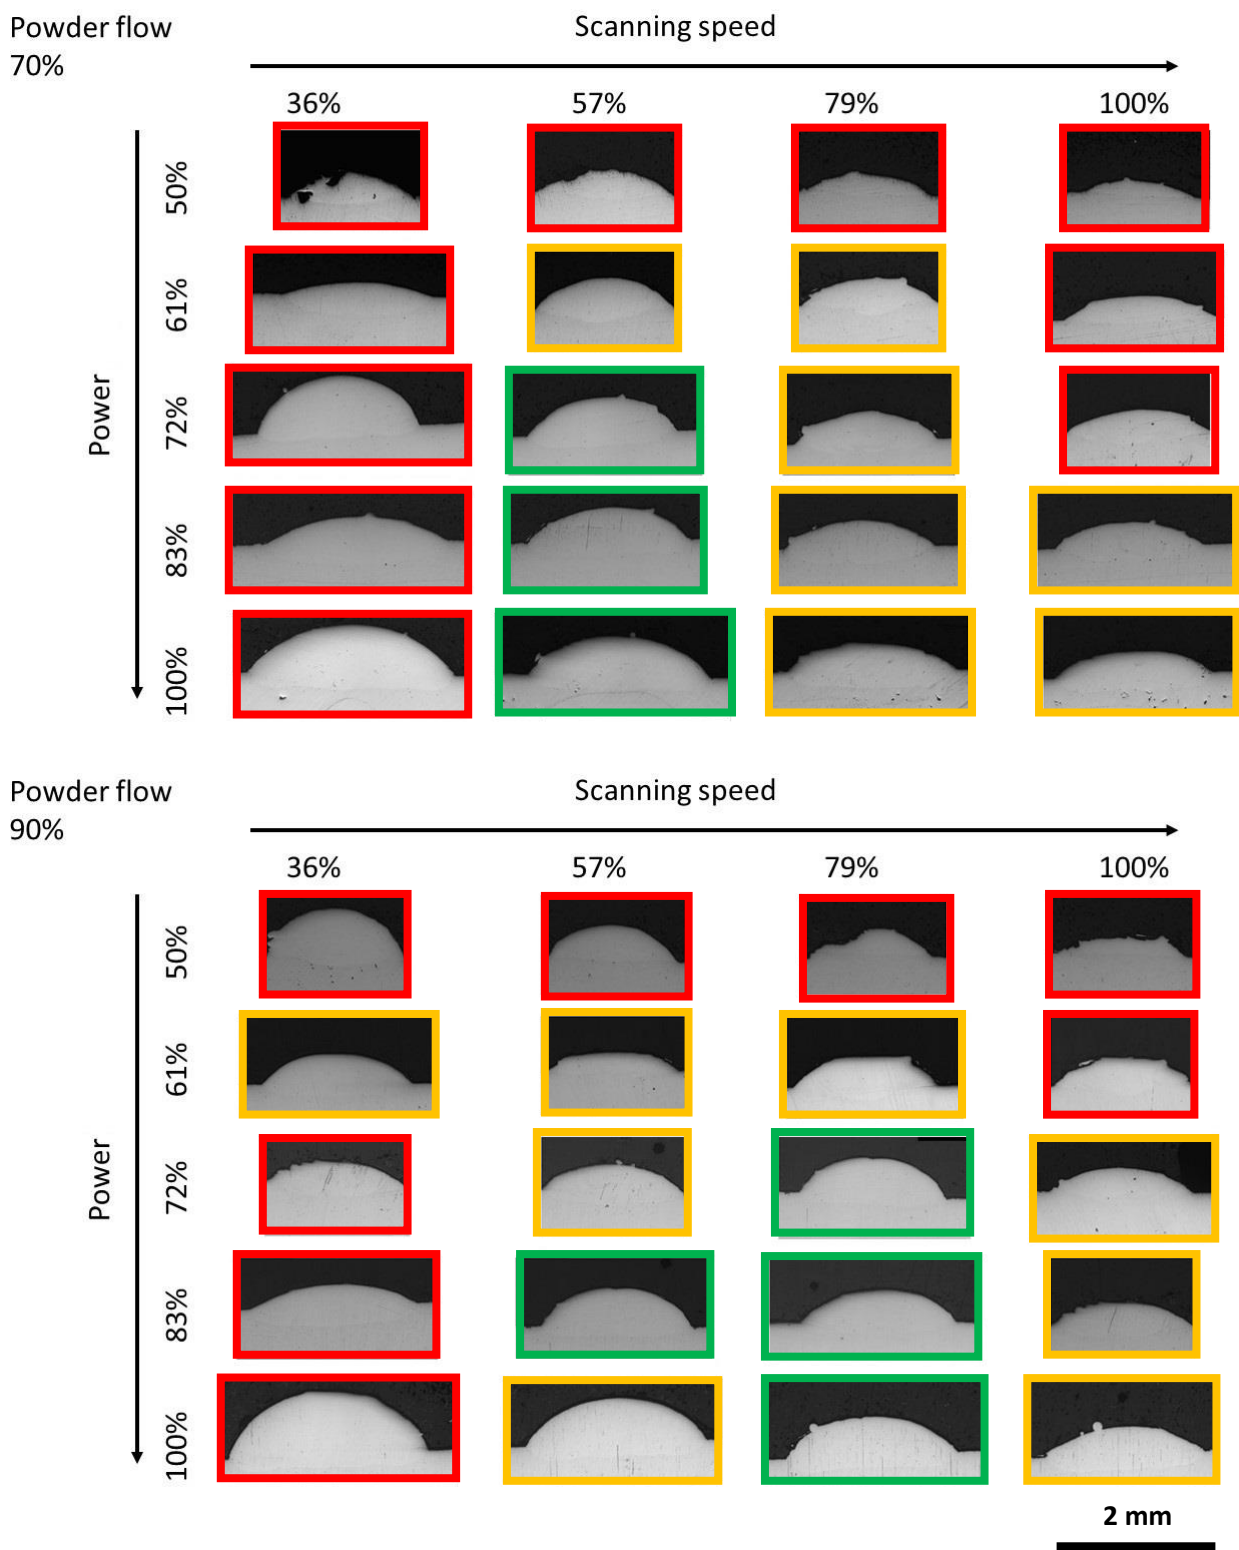 Powder flow
70%
Scanning speed
36% 57% 79% 100%
Power
50%
61%
72%
83%
100%
Powder flow
90%
Scanning speed
36% 57% 79% 100%
Power
50%
61%
72%
83%
100%
2 mm